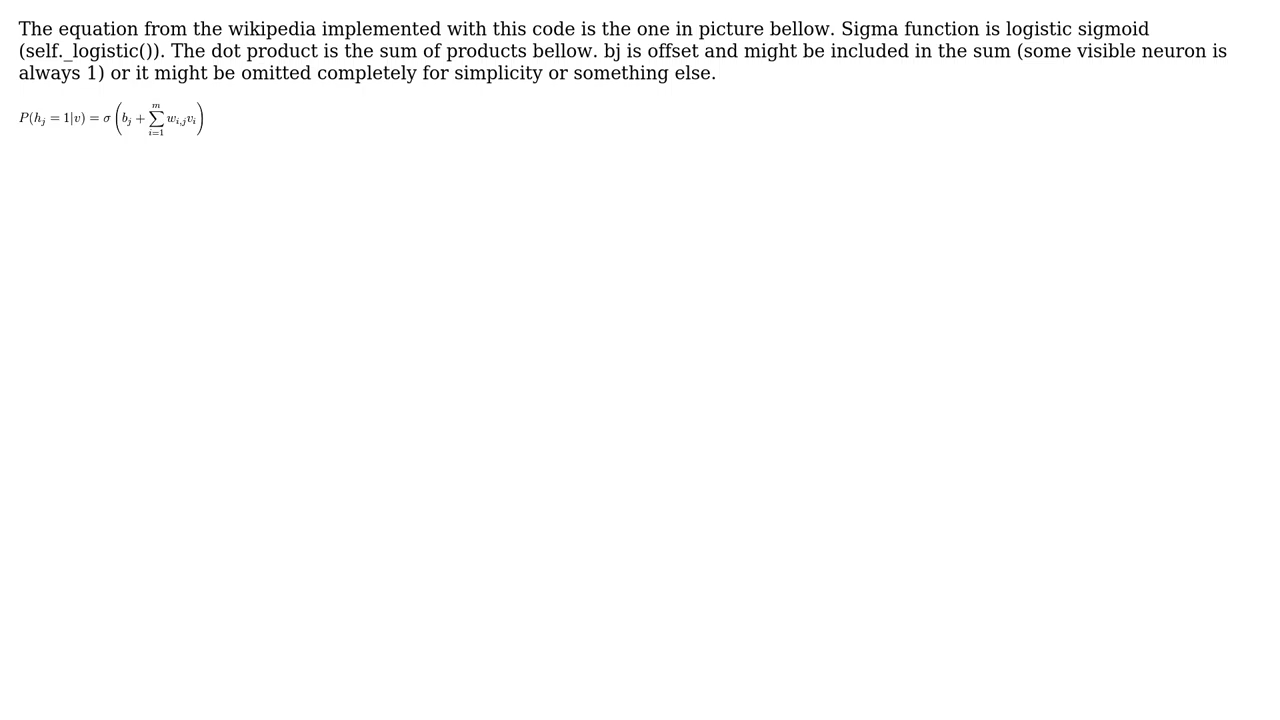 The equation from the wikipedia implemented with this code is the one in picture bellow. Sigma function is logistic sigmoid
(self._logistic()). The dot product is the sum of products bellow. bj is offset and might be included in the sum (some visible neuron is
always 1) or it might be omitted completely for simplicity or something else.
P(h_j = 1|v) = σ(b_j + ∑_{i=1}^{m} w_{i,j}v_i)